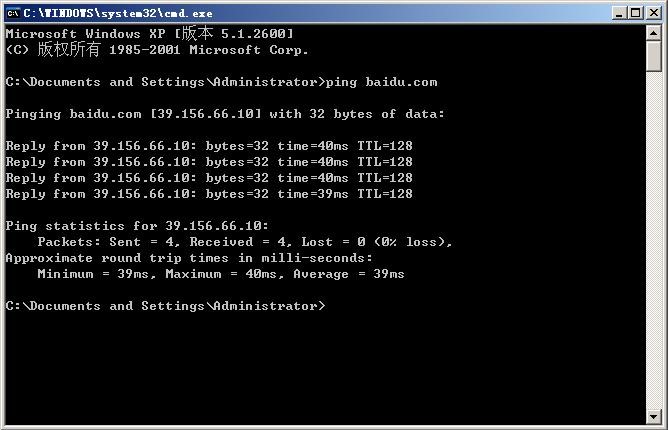 C:\WINDOWS\system32\cmd.exe
Microsoft Windows XP [版本 5.1.2600]
(C) 版权所有 1985-2001 Microsoft Corp.
C:\Documents and Settings\Administrator>ping baidu.com
Pinging baidu.com [39.156.66.10] with 32 bytes of data:
Reply from 39.156.66.10: bytes=32 time=40ms TTL=128
Reply from 39.156.66.10: bytes=32 time=40ms TTL=128
Reply from 39.156.66.10: bytes=32 time=40ms TTL=128
Reply from 39.156.66.10: bytes=32 time=39ms TTL=128
Ping statistics for 39.156.66.10:
    Packets: Sent = 4, Received = 4, Lost = 0 (0% loss),
Approximate round trip times in milli-seconds:
    Minimum = 39ms, Maximum = 40ms, Average = 39ms
C:\Documents and Settings\Administrator>